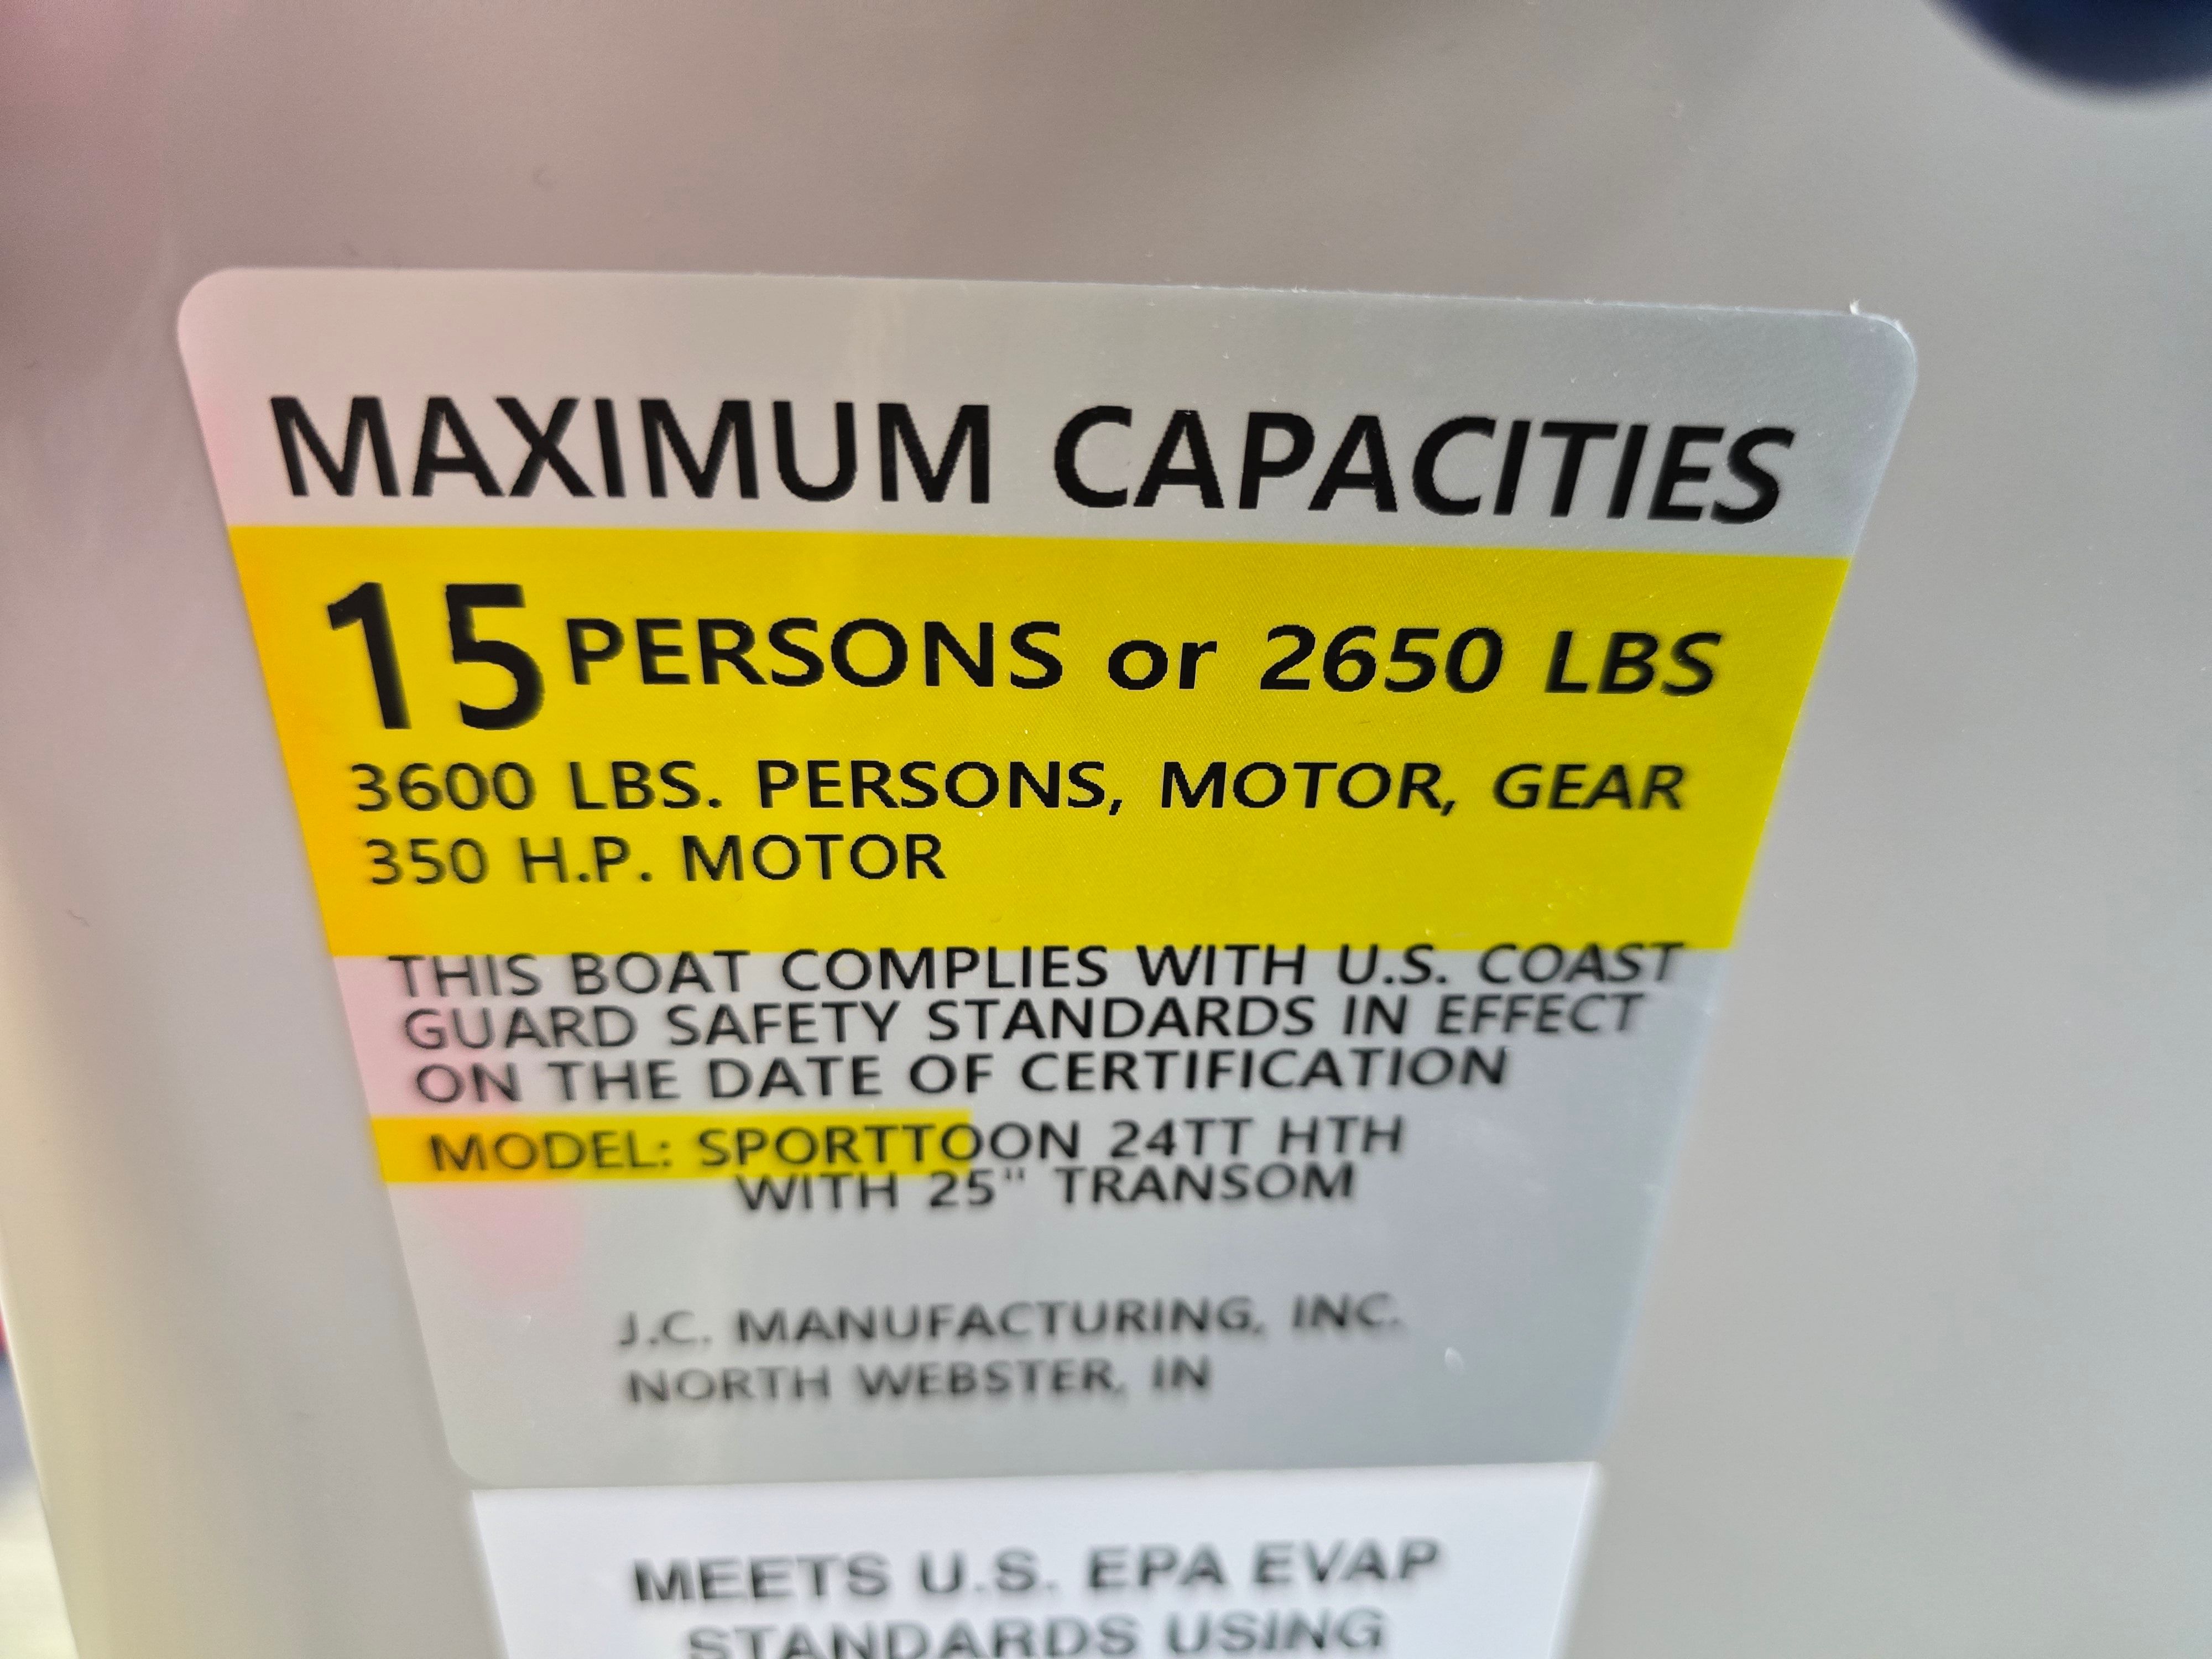 MAXIMUM CAPACITIES
15 PERSONS or 2650 LBS
3600 LBS. PERSONS, MOTOR, GEAR
350 H.P. MOTOR
THIS BOAT COMPLIES WITH U.S. COAST
GUARD SAFETY STANDARDS IN EFFECT
ON THE DATE OF CERTIFICATION
MODEL: SPORTTOON 24TT HTH
WITH 25" TRANSOM
J.C. MANUFACTURING, INC.
NORTH WEBSTER, IN
MEETS U.S. EPA EVAP
STANDARDS USING